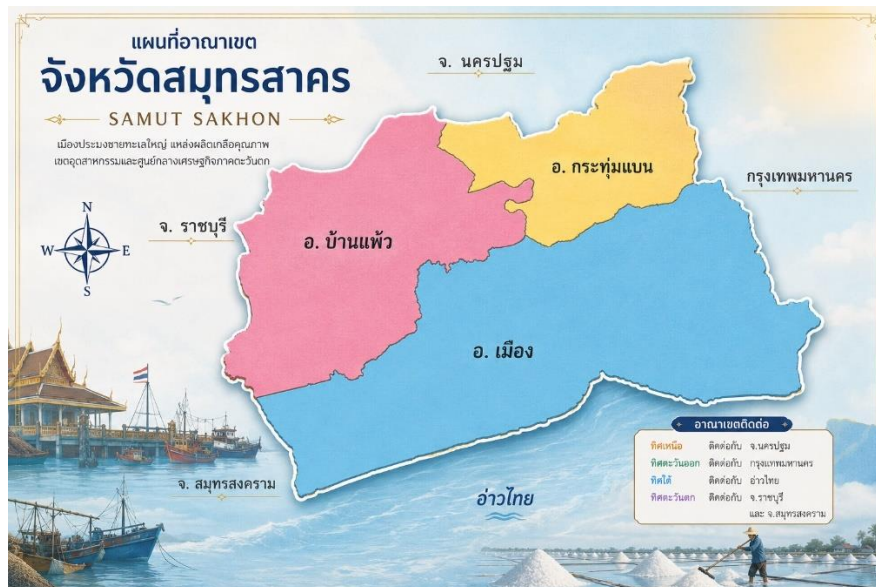 แผนที่อาณาเขต
จังหวัดสมุทรสาคร
SAMUT SAKHON
เมืองประมงชายทะเลใหญ่ แหล่งผลิตเกลือคุณภาพ
เขตอุตสาหกรรมและศูนย์กลางเศรษฐกิจภาคตะวันตก
จ. นครปฐม
อ. กระทุ่มแบน
กรุงเทพมหานคร
N
W E
S
จ. ราชบุรี
อ. บ้านแพ้ว
อ. เมือง
จ. สมุทรสงคราม
อ่าวไทย
อาณาเขตติดต่อ
ทิศเหนือ ติดต่อกับ จ.นครปฐม
ทิศตะวันออก ติดต่อกับ กรุงเทพมหานคร
ทิศใต้ ติดต่อกับ อ่าวไทย
ทิศตะวันตก ติดต่อกับ จ.ราชบุรี
และ จ.สมุทรสงคราม